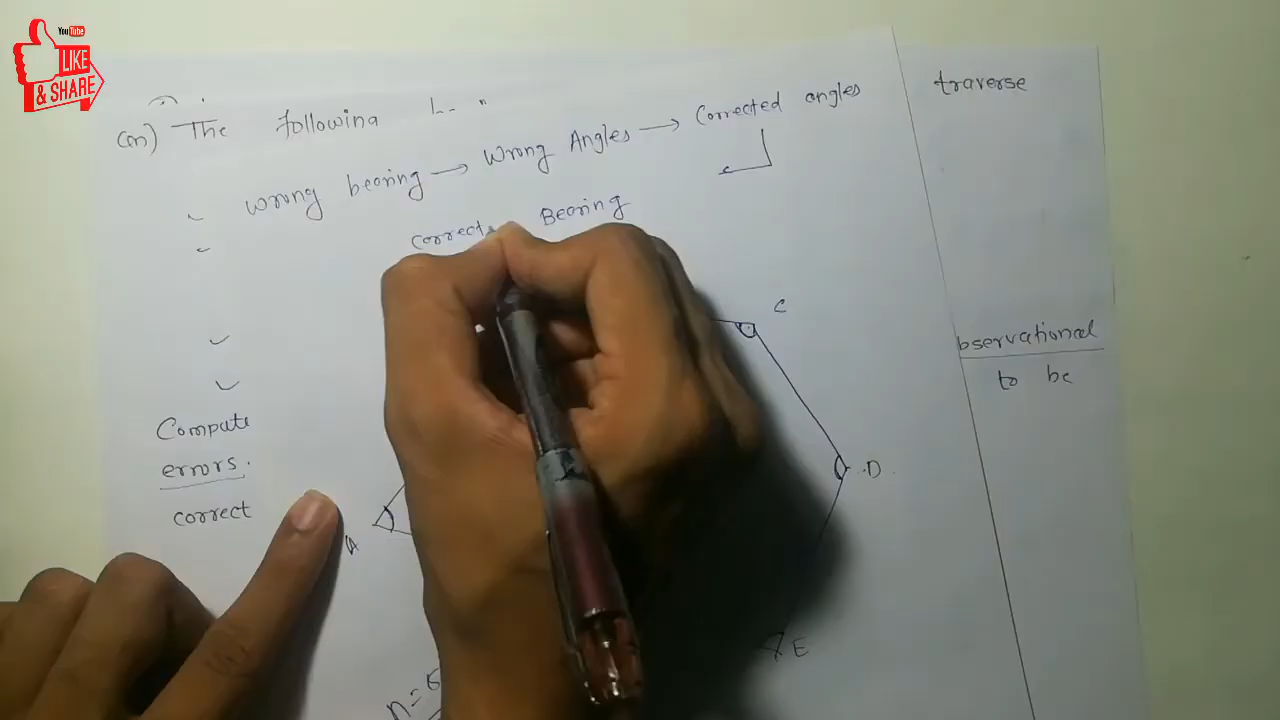 YouTube
LIKE
& SHARE
(on) The following
Wrong bearing → Wrong Angles → Corrected angles
Correct Bearing
traverse
bservational
to be
Compute
errors.
correct
A
C
D
E
n=